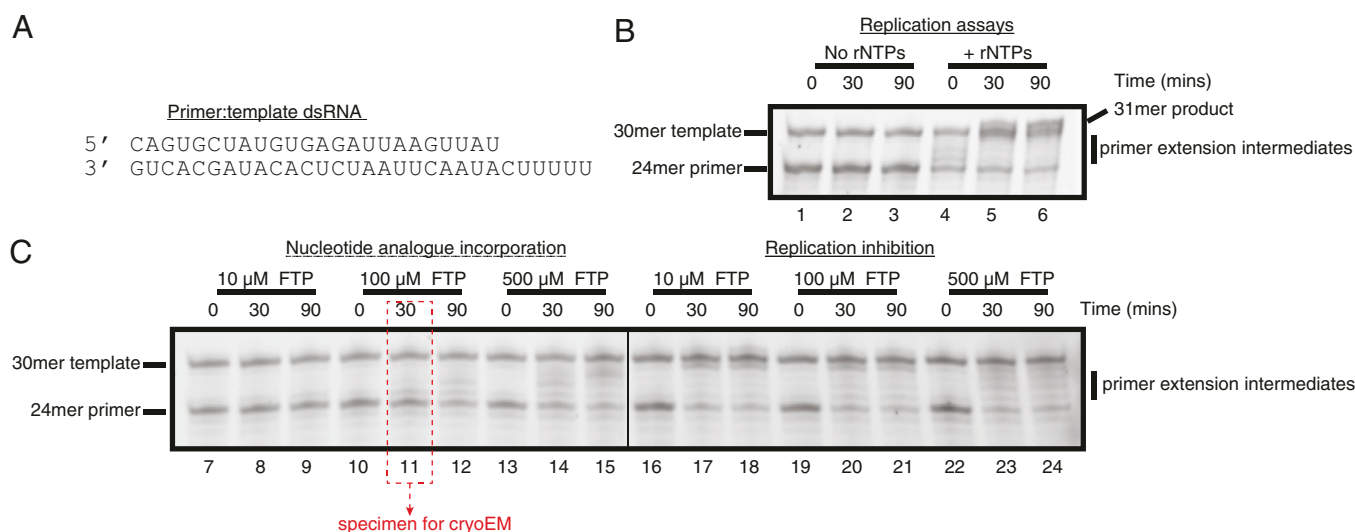 A
Primer:template dsRNA
5' CAGUGCUAUGUGAGAUUAAGUUAU
3' GUCACGAUACACUCUAAUUCAAUACUUUUU
B
Replication assays
No rNTPs + rNTPs
0 30 90 0 30 90 Time (mins)
31mer product
30mer template
primer extension intermediates
24mer primer
1 2 3 4 5 6
C
Nucleotide analogue incorporation Replication inhibition
10 µM FTP 100 µM FTP 500 µM FTP 10 µM FTP 100 µM FTP 500 µM FTP
0 30 90 0 30 90 0 30 90 0 30 90 0 30 90 0 30 90 Time (mins)
30mer template
primer extension intermediates
24mer primer
7 8 9 10 11 12 13 14 15 16 17 18 19 20 21 22 23 24
specimen for cryoEM